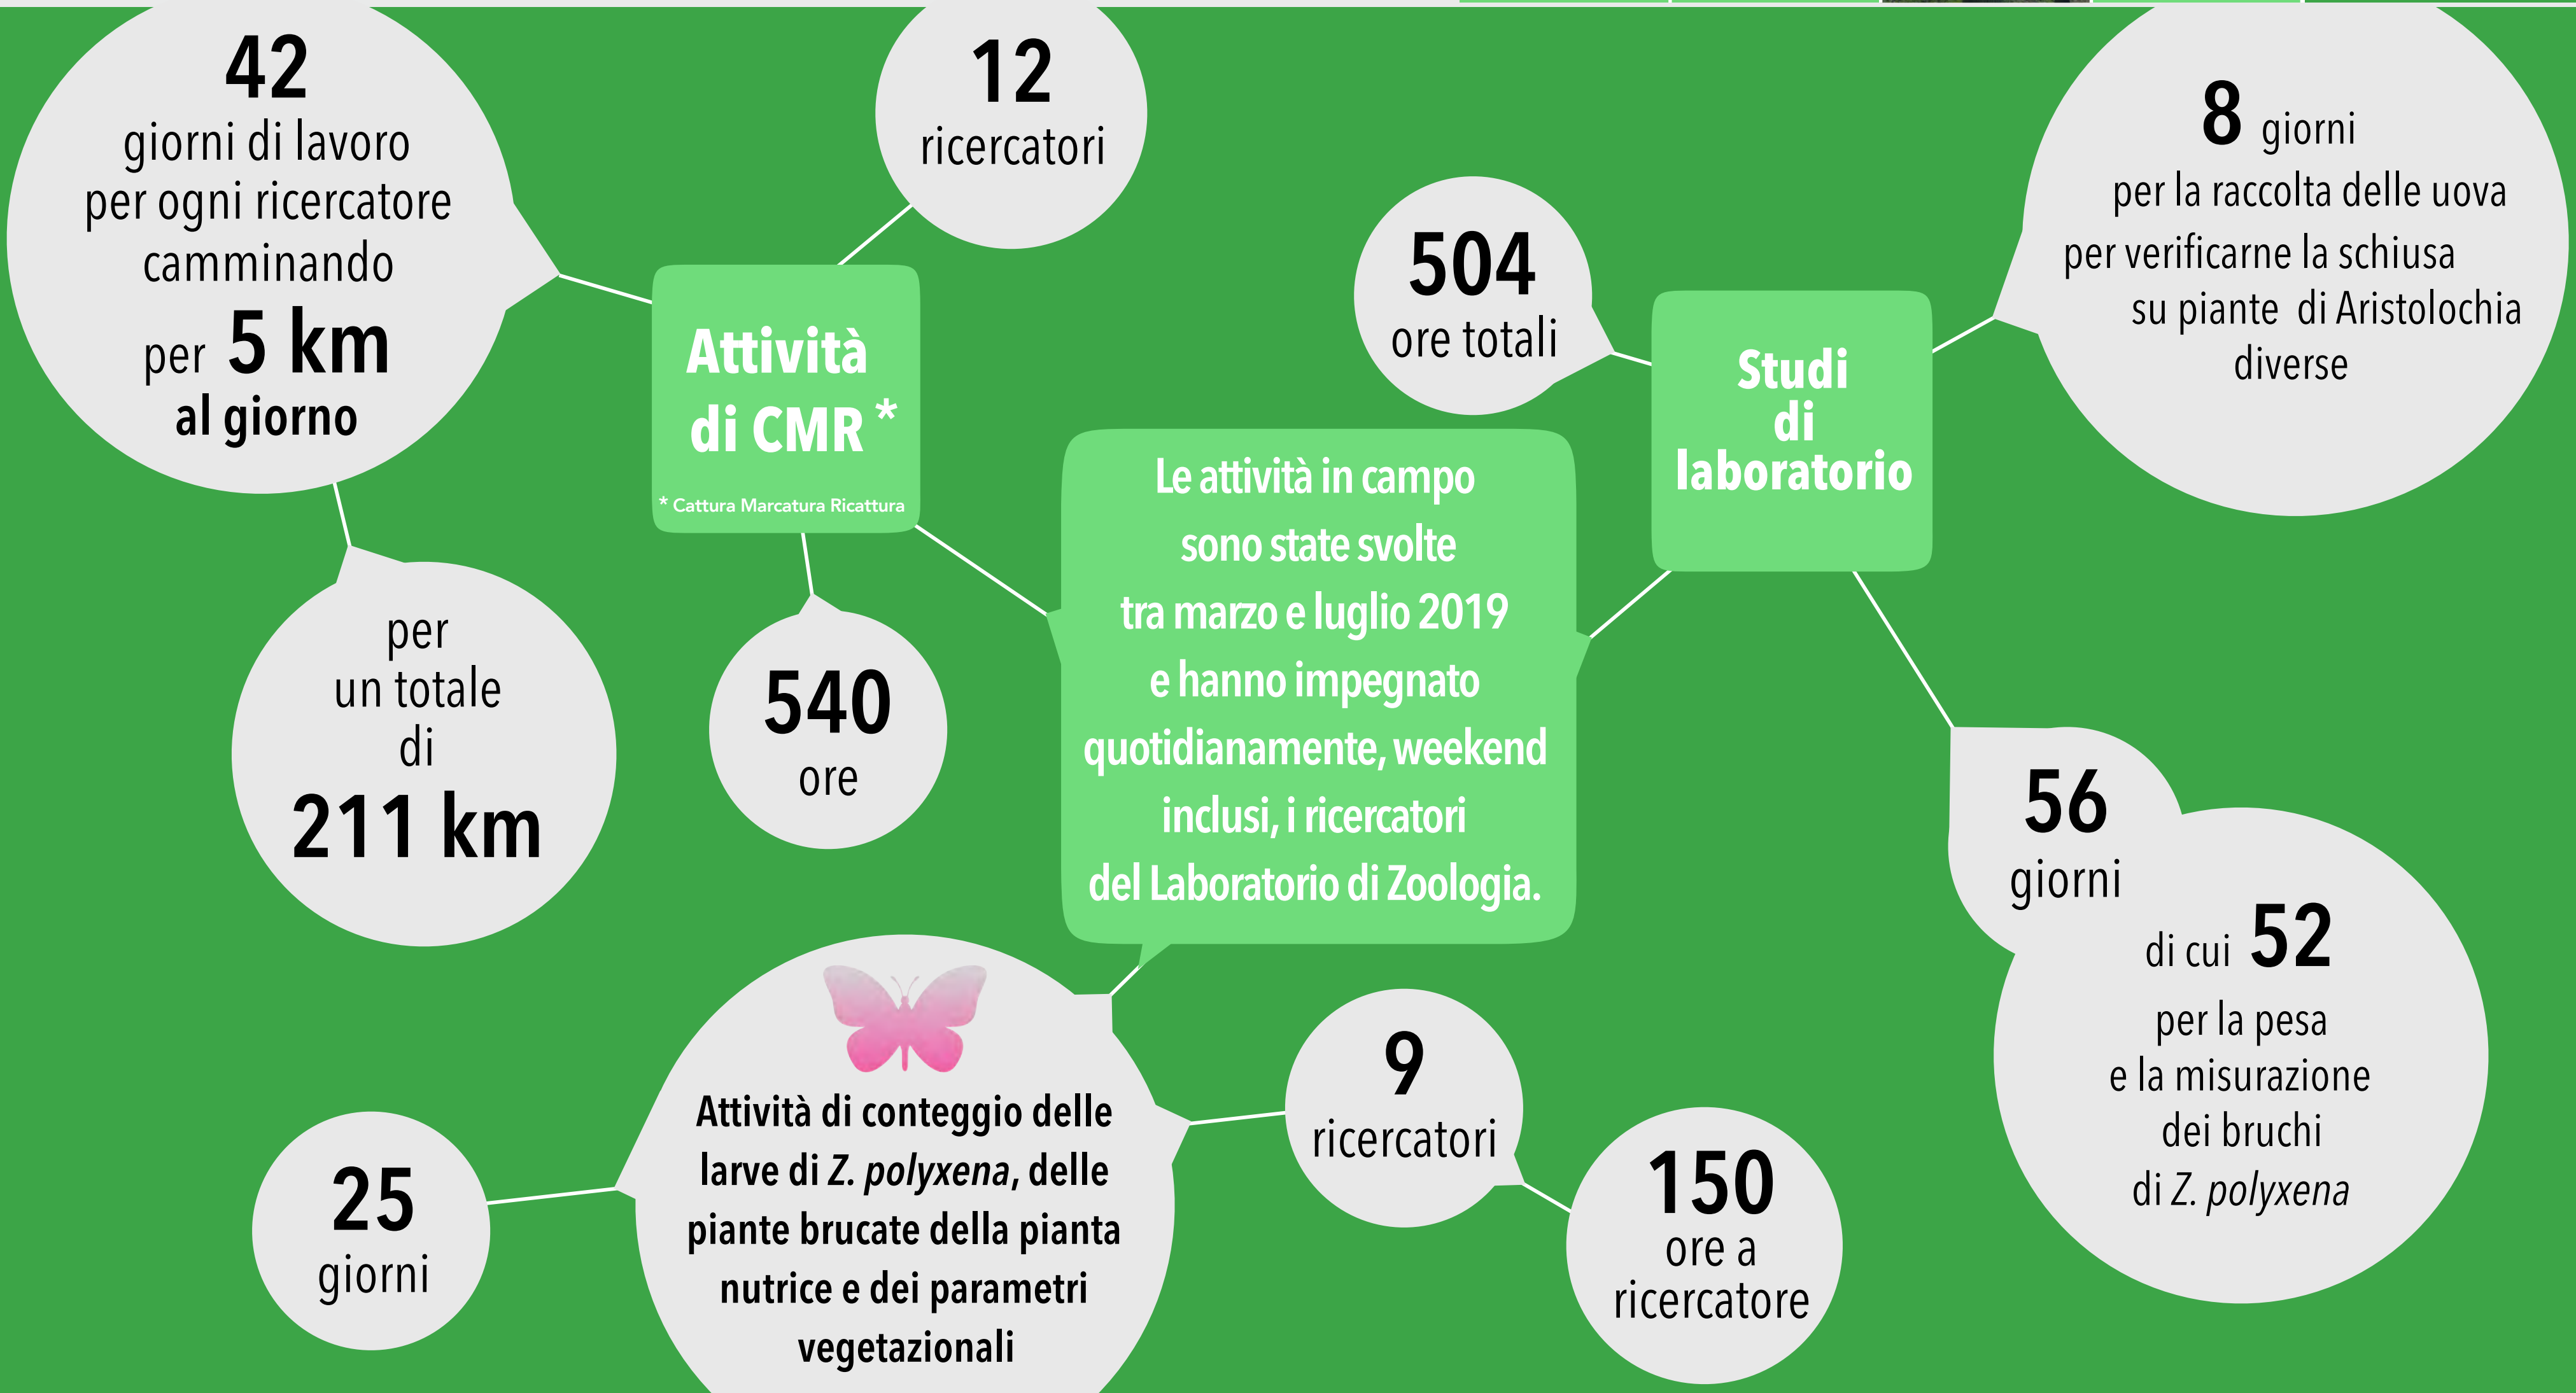 42
giorni di lavoro
per ogni ricercatore
camminando
per 5 km
al giorno
per
un totale
di
211 km
12
ricercatori
Attività
di CMR *
* Cattura Marcatura Ricattura
540
ore
Le attività in campo
sono state svolte
tra marzo e luglio 2019
e hanno impegnato
quotidianamente, weekend
inclusi, i ricercatori
del Laboratorio di Zoologia.
504
ore totali
Studi
di
laboratorio
8 giorni
per la raccolta delle uova
per verificarne la schiusa
su piante di Aristolochia
diverse
56
giorni
di cui 52
per la pesa
e la misurazione
dei bruchi
di Z. polyxena
Attività di conteggio delle
larve di Z. polyxena, delle
piante brucate della pianta
nutrice e dei parametri
vegetazionali
25
giorni
9
ricercatori
150
ore a
ricercatore